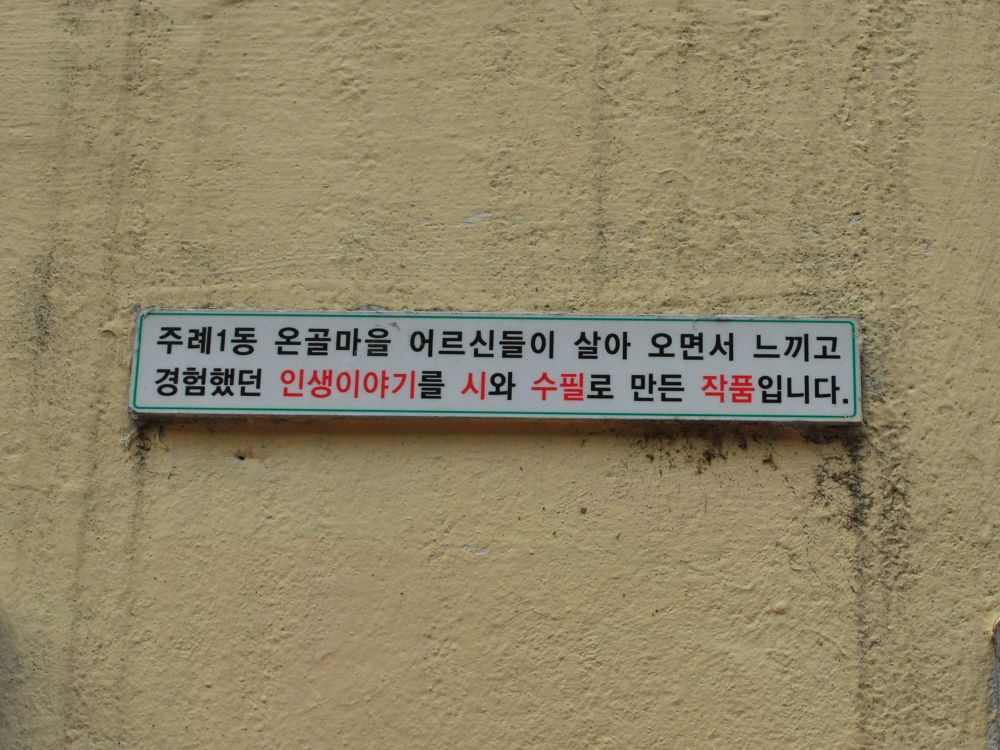 주례1동 온골마을 어르신들이 살아 오면서 느끼고
경험했던 인생이야기를 시와 수필로 만든 작품입니다.